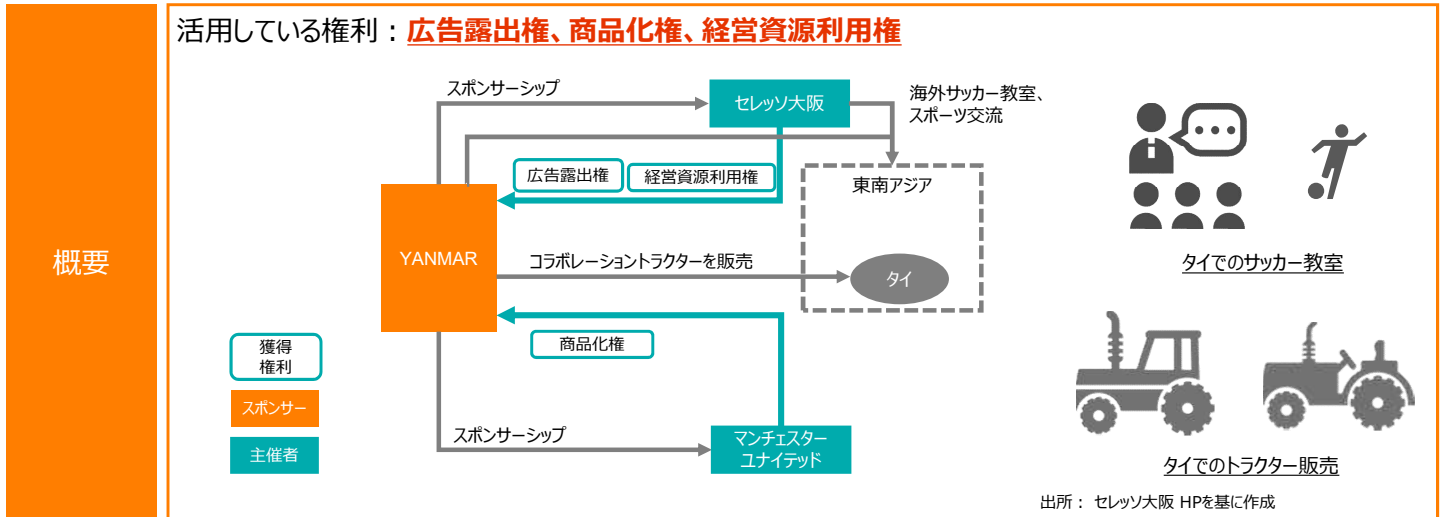 概要
活用している権利：広告露出権、商品化権、経営資源利用権
スポンサーシップ
セレッソ大阪
海外サッカー教室、
スポーツ交流
広告露出権
経営資源利用権
東南アジア
YANMAR
コラボレーショントラクターを販売
タイ
タイでのサッカー教室
商品化権
獲得
権利
スポンサー
主催者
スポンサーシップ
マンチェスター
ユナイテッド
タイでのトラクター販売
出所： セレッソ大阪 HPを基に作成